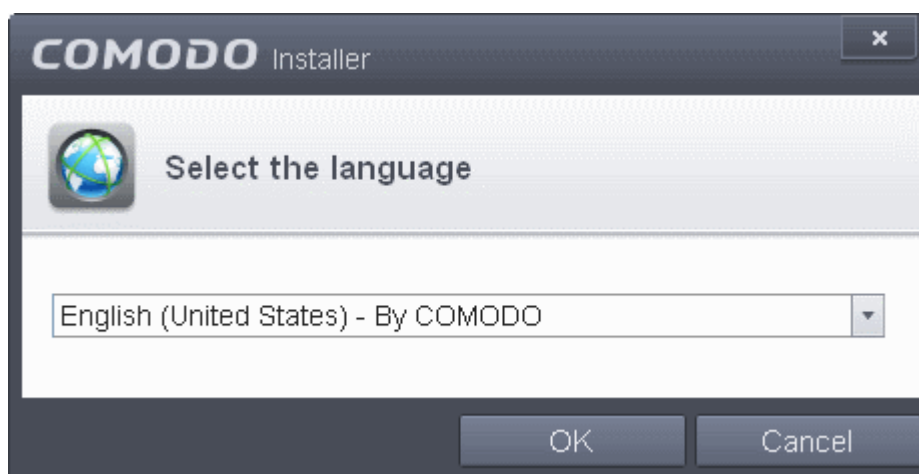 COMODO Installer
Select the language
English (United States) - By COMODO
OK Cancel